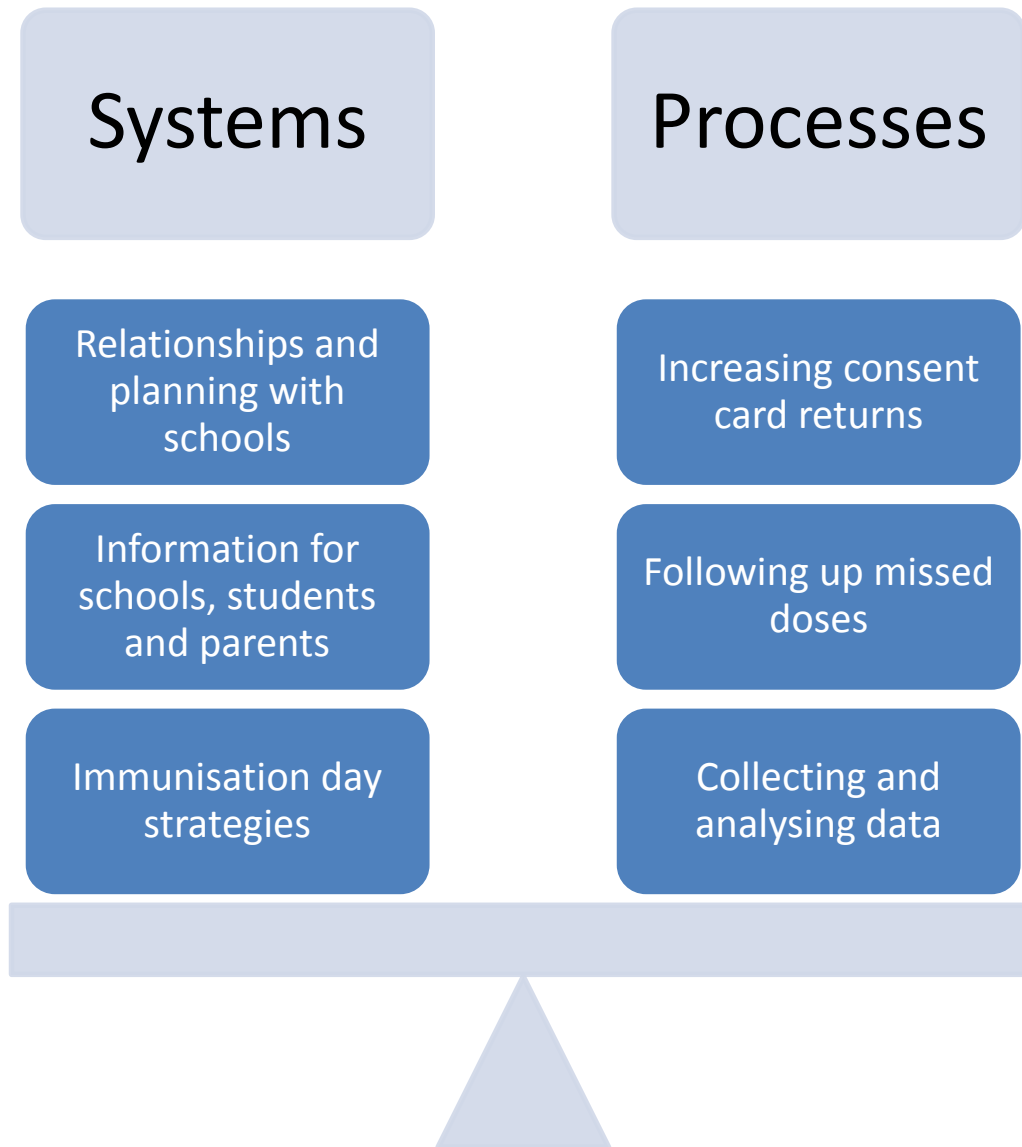 Systems
Processes
Relationships and
planning with
schools
Information for
schools, students
and parents
Immunisation day
strategies
Increasing consent
card returns
Following up missed
doses
Collecting and
analysing data